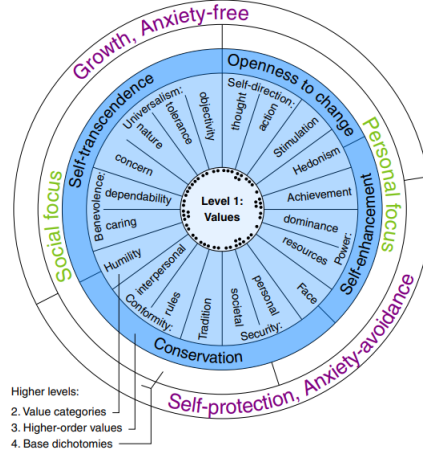 Growth, Anxiety-free
Openness to change
Self-transcendence
Personal focus
Social focus
Self-enhancement
Conservation
Self-protection, Anxiety-avoidance
Universalism:
nature
tolerance
objectivity
concern
Self-direction:
thought
action
Stimulation
Hedonism
Achievement
Power:
dominance
resources
Face
Security:
personal
societal
Tradition
Conformity:
rules
interpersonal
Humility
Benevolence:
caring
dependability
Level 1:
Values
Higher levels:
2. Value categories
3. Higher-order values
4. Base dichotomies